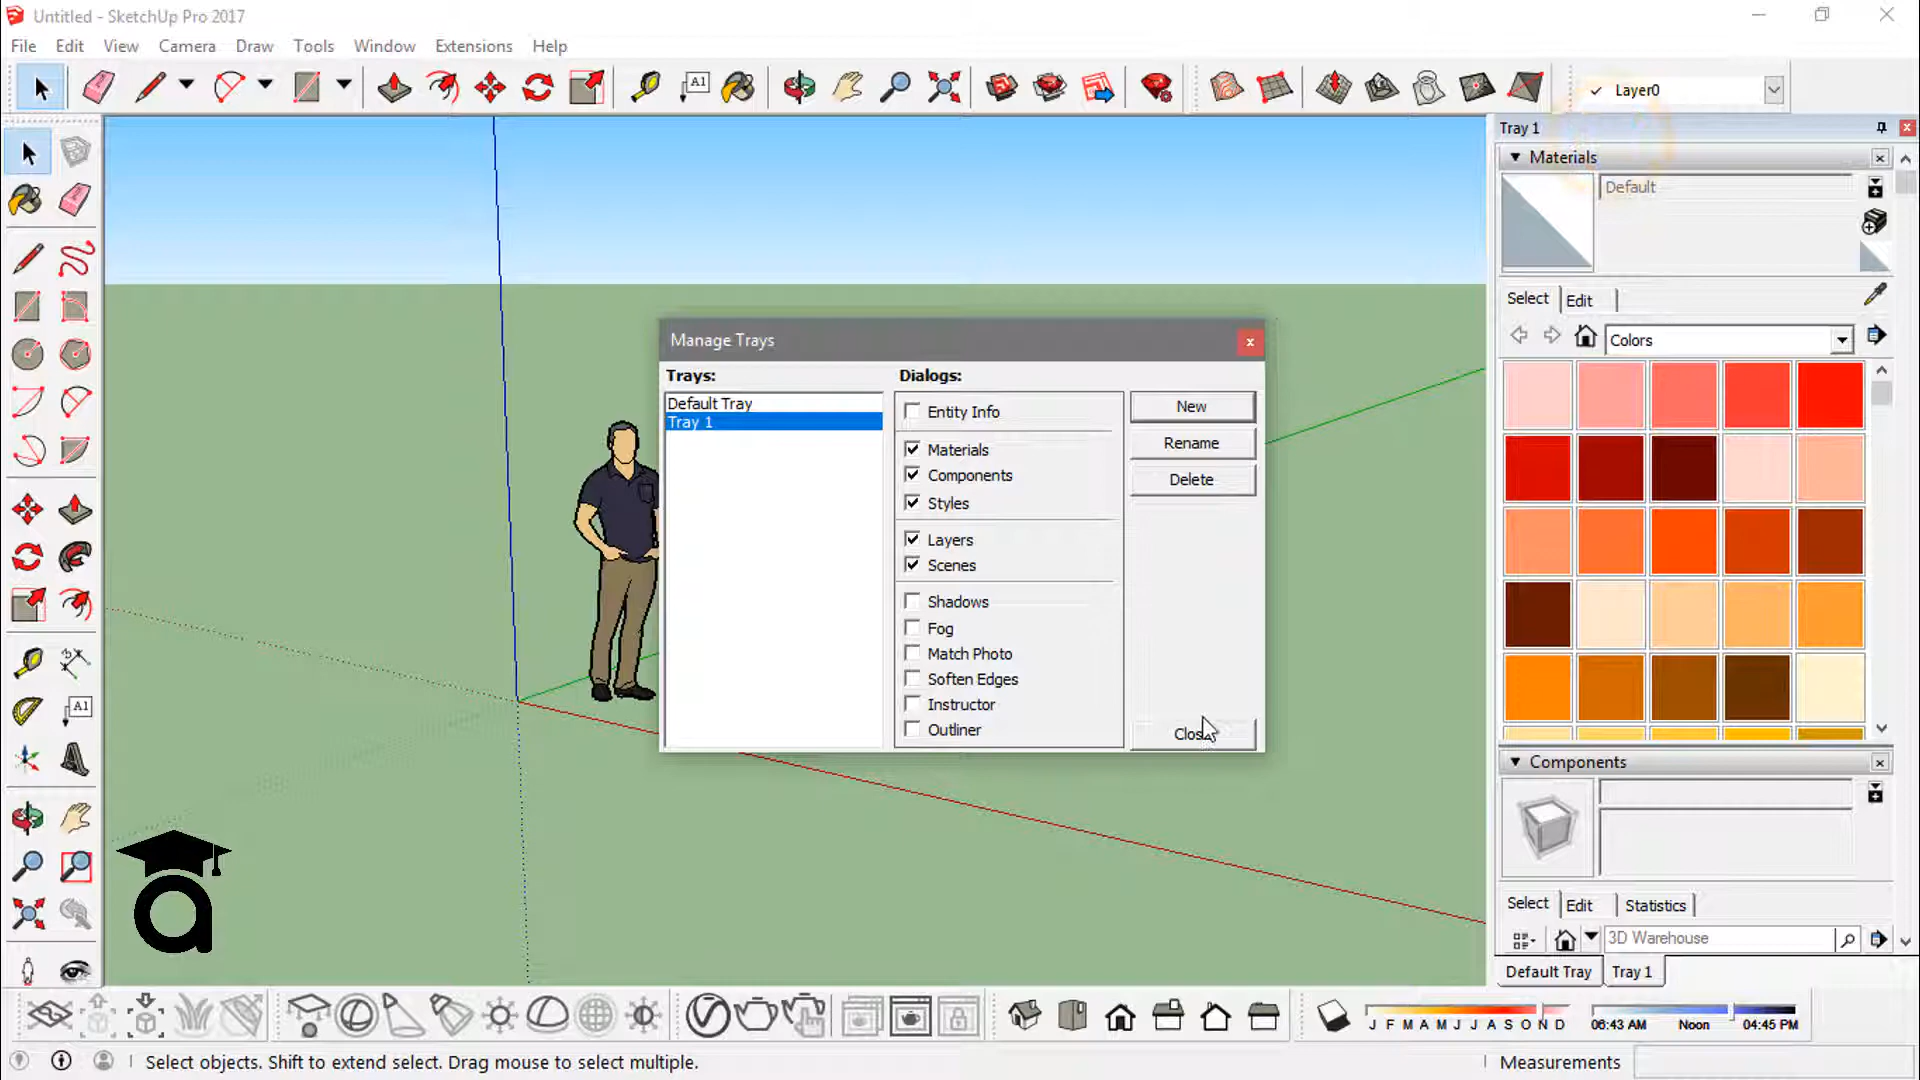 Untitled - SketchUp Pro 2017
File Edit View Camera Draw Tools Window Extensions Help
A1
✓ Layer0
Tray 1
Materials
Default
Select Edit
Colors
Manage Trays
Trays:
Default Tray
Tray 1
Dialogs:
Entity Info
Materials
Components
Styles
Layers
Scenes
Shadows
Fog
Match Photo
Soften Edges
Instructor
Outliner
New
Rename
Delete
Close
A1
Components
Select Edit Statistics
3D Warehouse
Default Tray Tray 1
J F M A M J J A S O N D
06:43 AM Noon 04:45 PM
Select objects. Shift to extend select. Drag mouse to select multiple.
Measurements